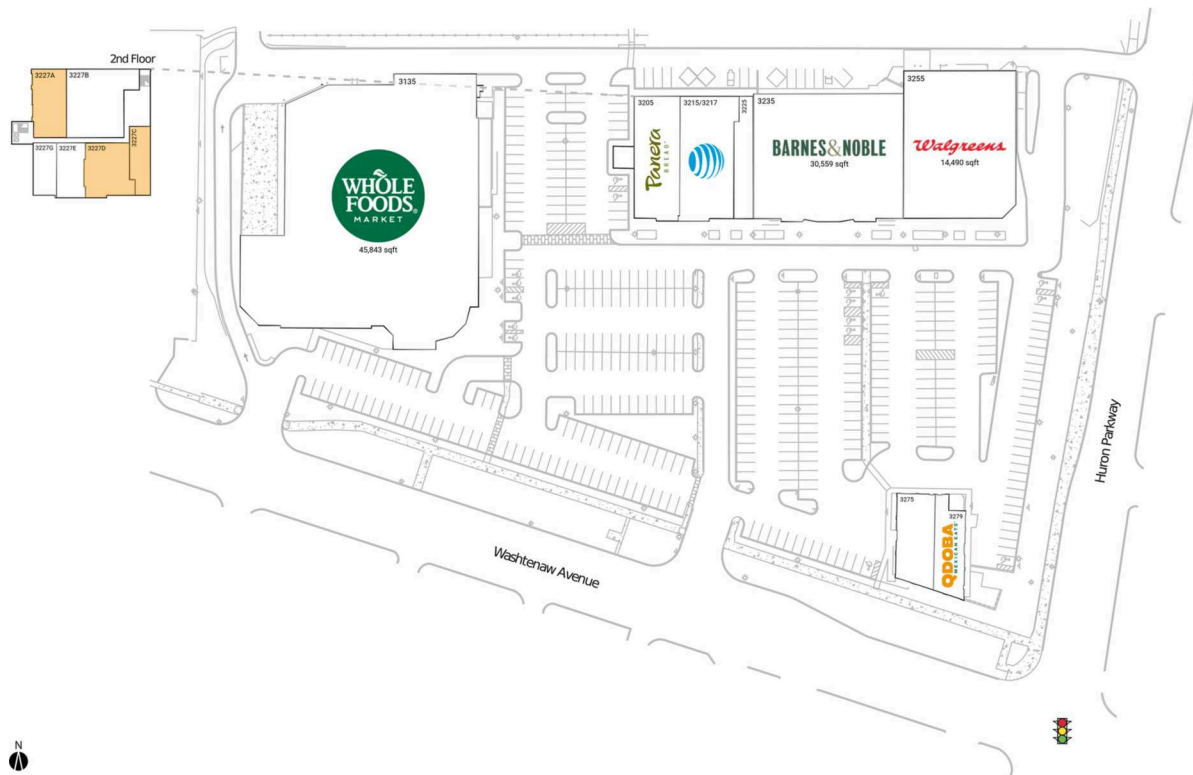 2nd Floor
3227A
3227B
3227C
3227G
3227E
3227D
3135
WHOLE
FOODS®
MARKET
45,843 sqft
3205
Panera
BREAD®
3215/3217
3225
3235
BARNES&NOBLE
30,559 sqft
3255
Walgreens
14,490 sqft
3275
3279
QDOBA
MEXICAN EATS
Huron Parkway
Washtenaw Avenue
N